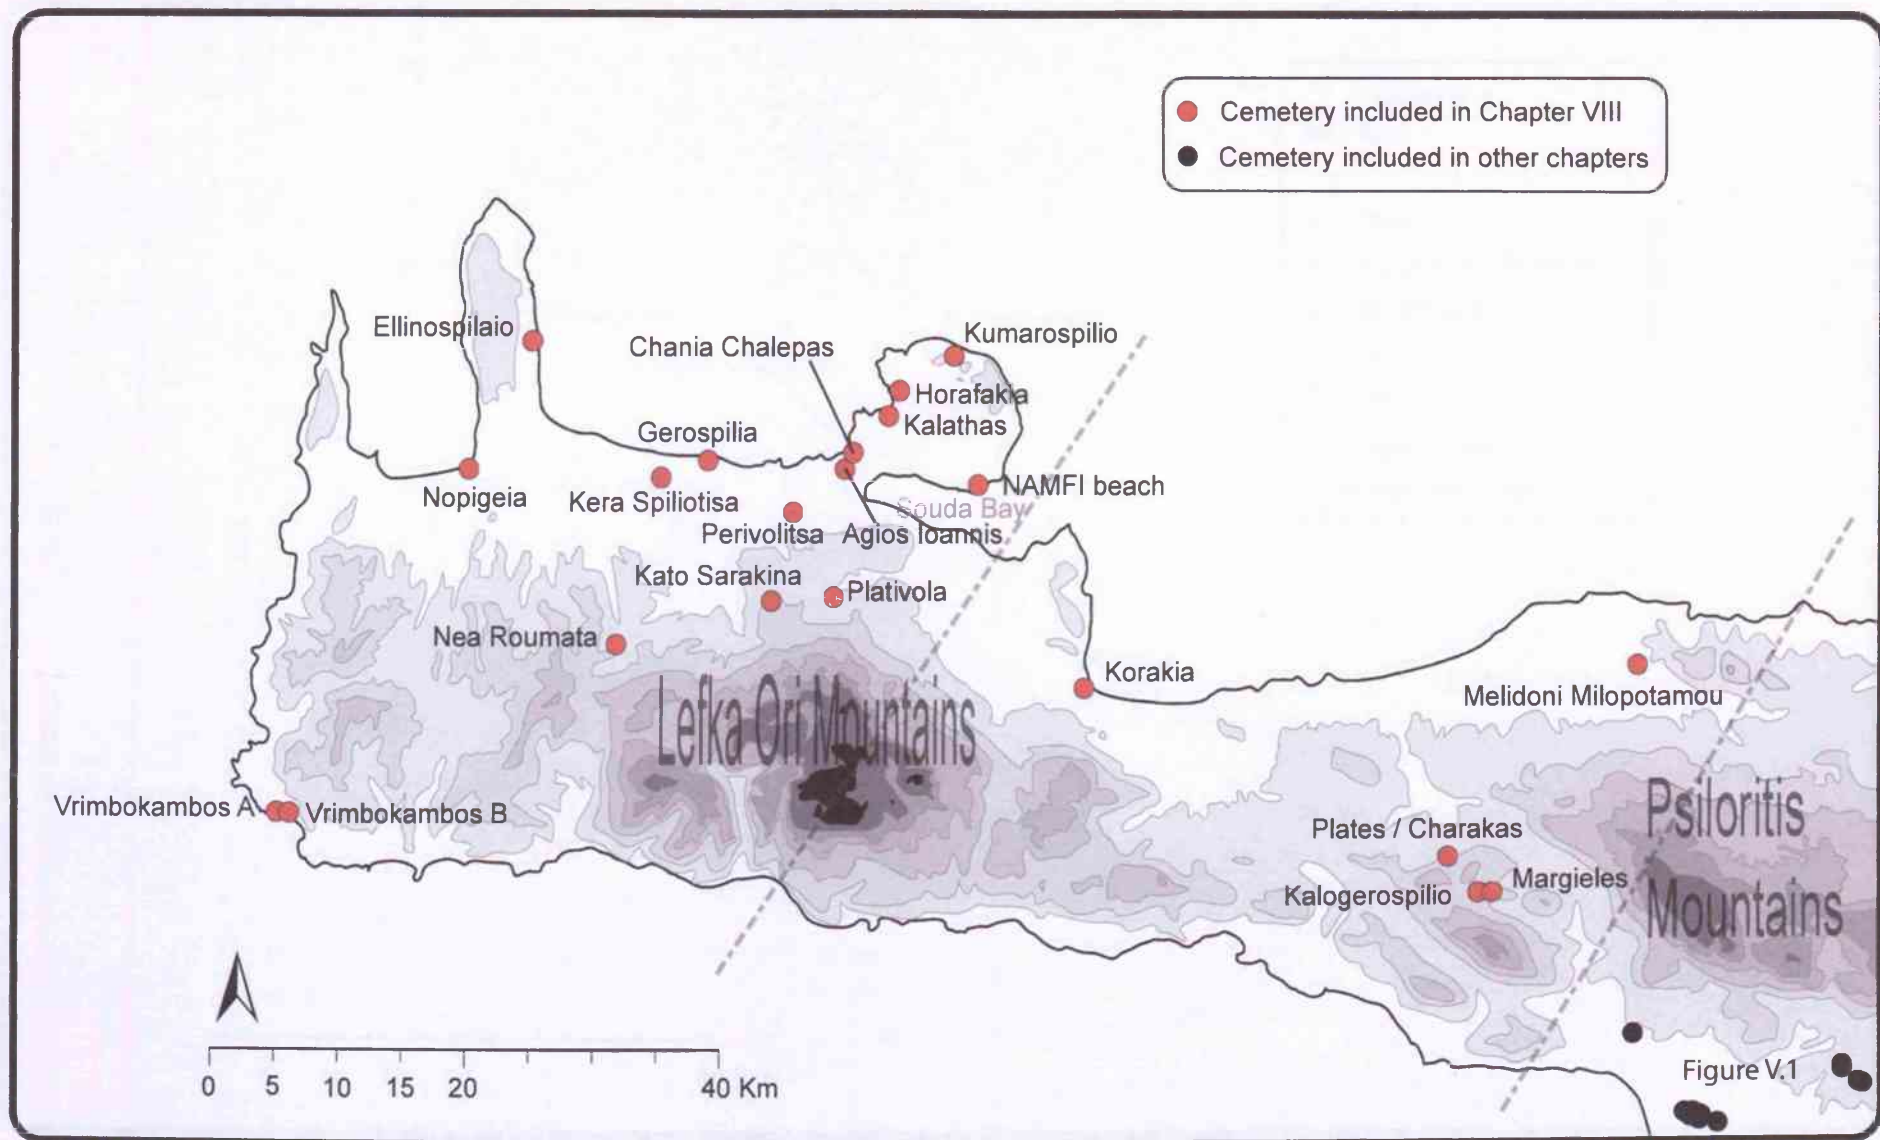 Cemetery included in Chapter VIII
Cemetery included in other chapters
Ellinospilaio
Chania Chalepas
Kumarospilio
Horafakia
Kalathas
Gerospilia
Nopigeia
Kera Spiliotisa
NAMFI beach
Souda Bay
Perivolitsa
Agios Ioannis
Kato Sarakina
Plativola
Nea Roumata
Korakia
Melidoni Milopotamou
Lefka Ori Mountains
Vrimbokambos A
Vrimbokambos B
Psiloritis
Mountains
Plates / Charakas
Margieles
Kalogerospilio
Figure V.1
0 5 10 15 20 40 Km